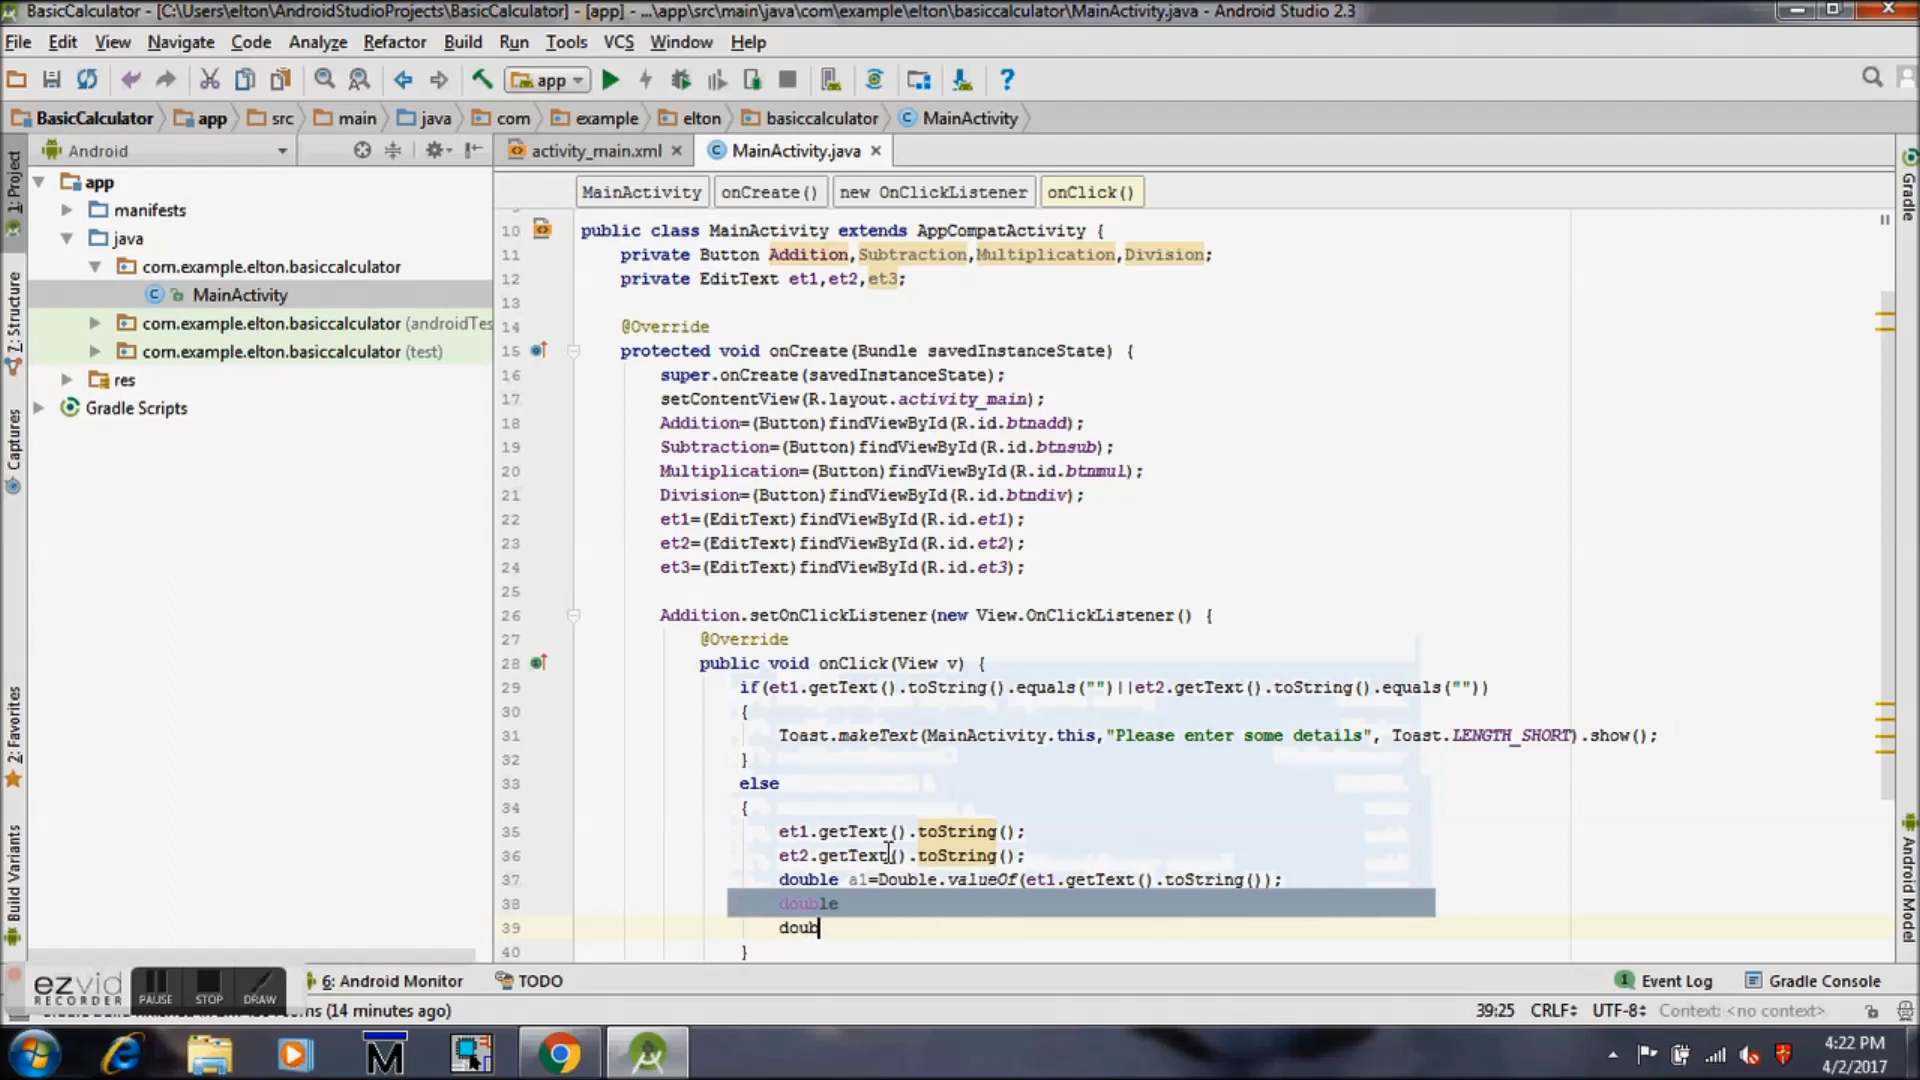 BasicCalculator - [C:\Users\elton\AndroidStudioProjects\BasicCalculator] - [app] - ...\app\src\main\java\com\example\elton\basiccalculator\MainActivity.java - Android Studio 2.3
File Edit View Navigate Code Analyze Refactor Build Run Tools VCS Window Help
app
BasicCalculator app src main java com example elton basiccalculator MainActivity
Android
activity_main.xml MainActivity.java
MainActivity onCreate() new OnClickListener onClick()
1: Project
7: Structure
Captures
2: Favorites
Build Variants
Gradle
Android Model
app
manifests
java
com.example.elton.basiccalculator
MainActivity
com.example.elton.basiccalculator (androidTes
com.example.elton.basiccalculator (test)
res
Gradle Scripts
10 public class MainActivity extends AppCompatActivity {
11 private Button Addition,Subtraction,Multiplication,Division;
12 private EditText et1,et2,et3;
13
14 @Override
15 protected void onCreate(Bundle savedInstanceState) {
16 super.onCreate(savedInstanceState);
17 setContentView(R.layout.activity_main);
18 Addition=(Button)findViewById(R.id.btnadd);
19 Subtraction=(Button)findViewById(R.id.btnsub);
20 Multiplication=(Button)findViewById(R.id.btnmul);
21 Division=(Button)findViewById(R.id.btndiv);
22 et1=(EditText)findViewById(R.id.et1);
23 et2=(EditText)findViewById(R.id.et2);
24 et3=(EditText)findViewById(R.id.et3);
25
26 Addition.setOnClickListener(new View.OnClickListener() {
27 @Override
28 public void onClick(View v) {
29 if(et1.getText().toString().equals("")||et2.getText().toString().equals(""))
30 {
31 Toast.makeText(MainActivity.this,"Please enter some details", Toast.LENGTH_SHORT).show();
32 }
33 else
34 {
35 et1.getText().toString();
36 et2.getText().toString();
37 double a1=Double.valueOf(et1.getText().toString());
38 double
39 doub
40 }
ezvid
RECORDER
PAUSE STOP DRAW
6: Android Monitor TODO
Event Log Gradle Console
(14 minutes ago)
39:25 CRLF UTF-8 Context: <no context>
4:22 PM
4/2/2017